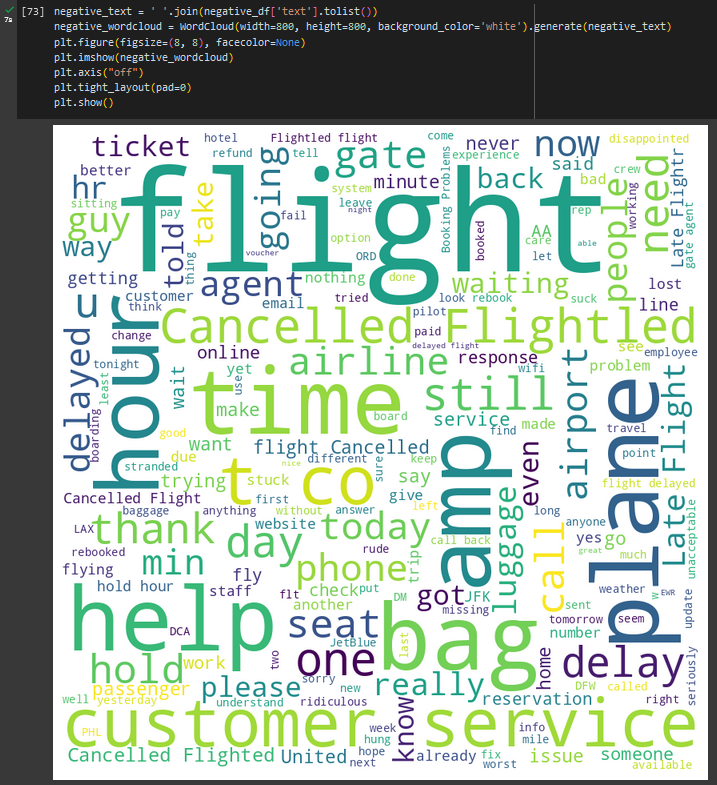 [73] negative_text = ' '.join(negative_df['text'].tolist())
negative_wordcloud = WordCloud(width=800, height=800, background_color='white').generate(negative_text)
plt.figure(figsize=(8, 8), facecolor=None)
plt.imshow(negative_wordcloud)
plt.axis("off")
plt.tight_layout(pad=0)
plt.show()
7s
ticket
hotel
Flightled flight
come
never
now
disappointed
better
refund
tell
gate
experience
said
hr
going
system
minute
back
bad
crew
sitting
flight
take
leave
Booking Problems
people
working
need
Late Flightr
guy
pay
fail
night
booked
rep
gate agent
way
told
thing
option
AA
care
able
voucher
ORD
let
getting
agent
nothing
done
waiting
lost
customer
email
tried
look
rebook
suck
line
u
think
pilot
hour
Cancelled Flightled
change
paid
delayed flight
delayed
online
airline
response
see
employee
tonight
yet
wifi
problem
least
wait
use
time
still
airport
boarding
make
board
service
made
travel
plane
Late Flight
good
want
flight Cancelled
find
point
due
nice
different
sure
keep
even
stranded
trying
t
stuck
co
say
amp
flight delayed
Cancelled Flight
first
give
unacceptable
baggage
anything
without
answer
left
long
LAX
thank
website
today
luggage
call
anyone
yes
go
rebooked
day
call back
great
much
min
rude
trip
flying
phone
fly
hold hour
staff
flt
check
put
DM
got
JFK
sent
weather
W
EWR
help
another
missing
tomorrow
seem
update
DCA
seat
bag
number
two
JetBlue
last
one
home
delay
hold
work
seriously
sorry
really
passenger
please
new
DFW
called
well
yesterday
understand
ridiculous
know
reservation
right
PHL
customer service
week
info
hung
mile
Cancelled Flighted
United
hope
next
already
fix
worst
issue
someone
available